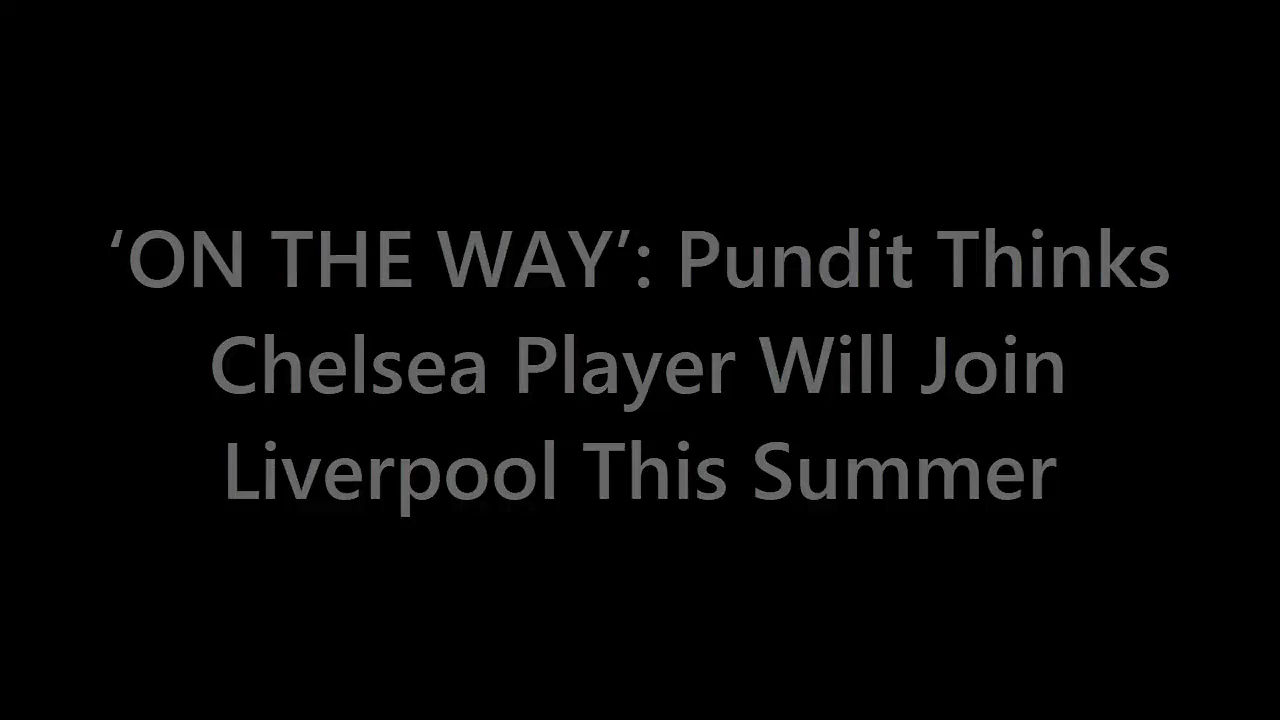 ‘ON THE WAY’: Pundit Thinks
Chelsea Player Will Join
Liverpool This Summer